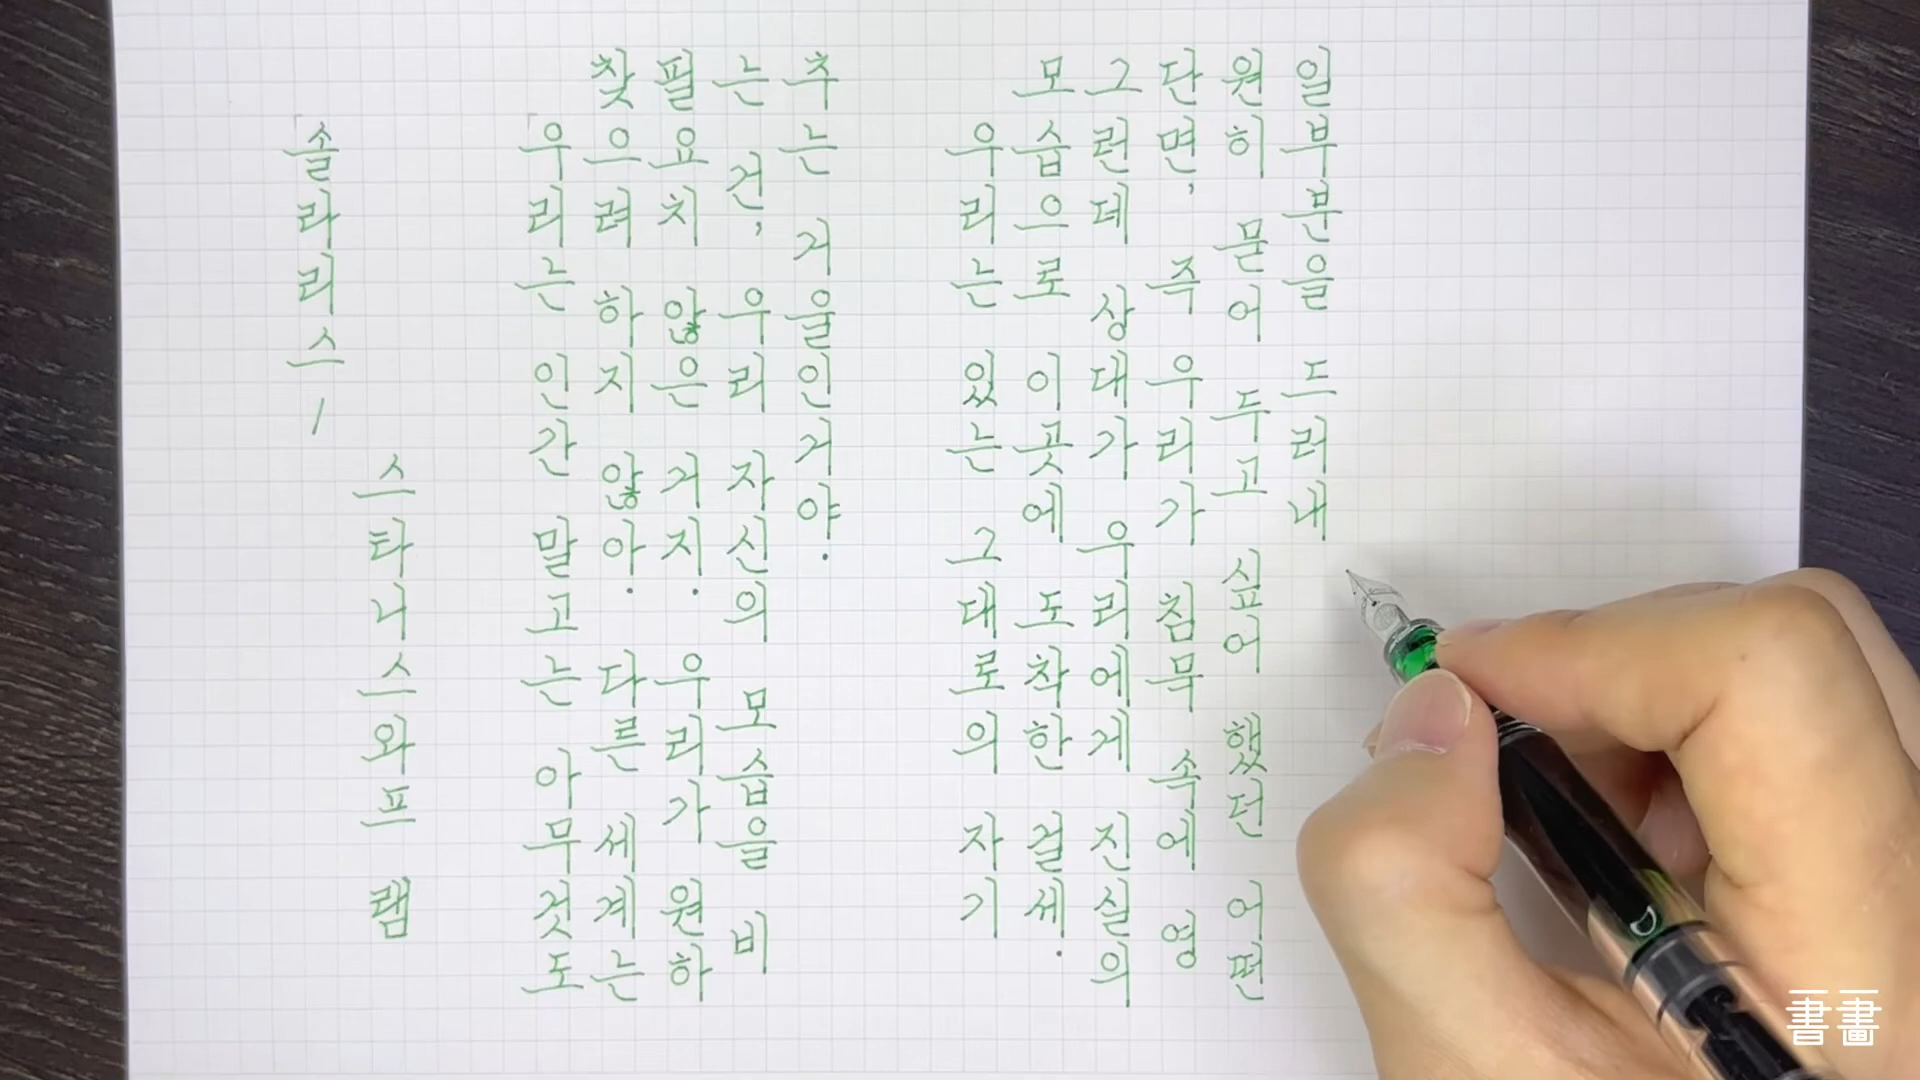 솔라리스 /
스타니스와프 램
우리는 인간 말고는 아무것도
찾으려 하지 않아. 다른 세계는
필요치 않은 거지. 우리가 원하
는 건, 우리 자신의 모습을 비
추는 거울인거야.
우리는 있는 그대로의 자기
모습으로 이곳에 도착한 걸세.
그런데 상대가 우리에게 진실의
단면, 즉 우리가 침묵 속에 영
원히 묻어 두고 싶어 했던 어떤
일부분을 드러내
書畫